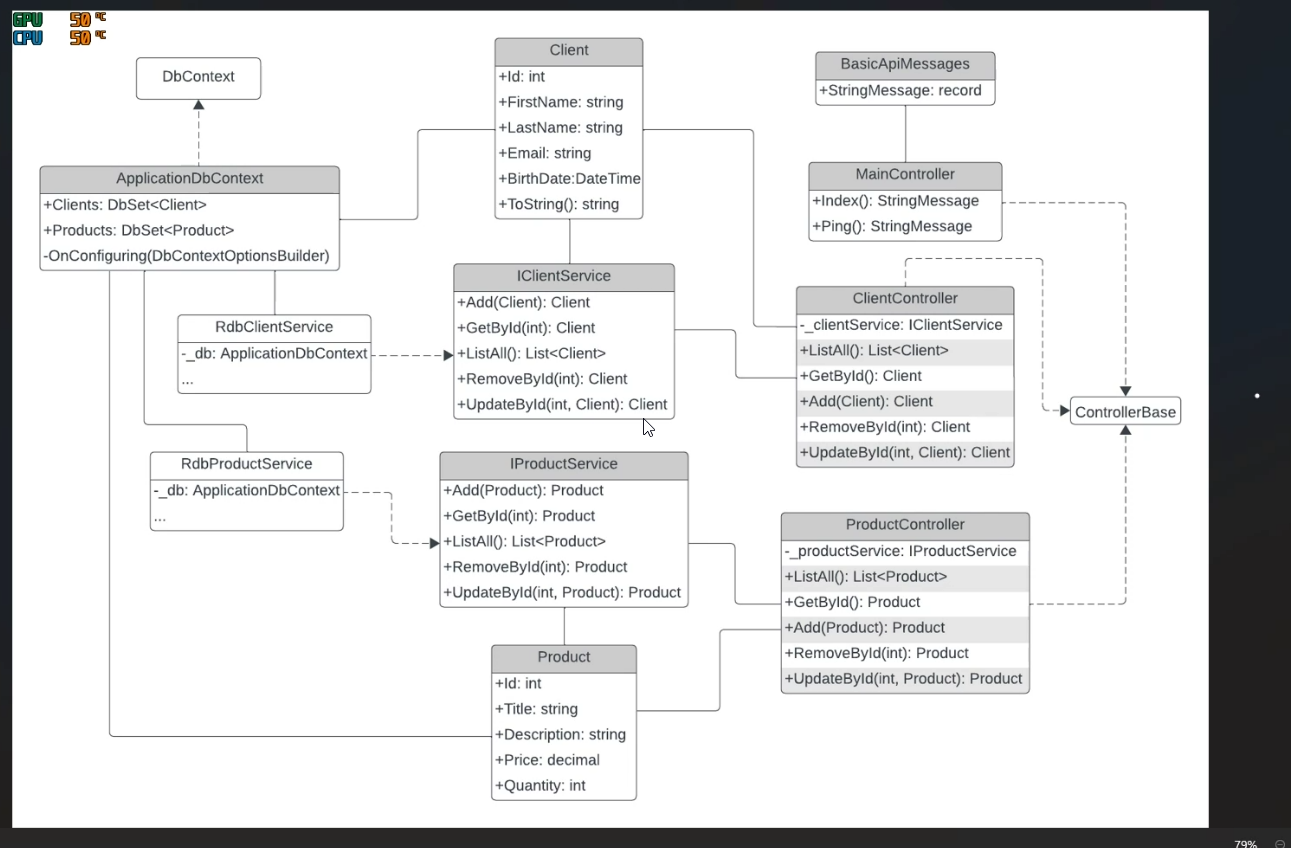 GPU 50 °C
CPU 50 °C
DbContext
ApplicationDbContext
+Clients: DbSet<Client>
+Products: DbSet<Product>
-OnConfiguring(DbContextOptionsBuilder)
RdbClientService
-_db: ApplicationDbContext
...
RdbProductService
-_db: ApplicationDbContext
...
Client
+Id: int
+FirstName: string
+LastName: string
+Email: string
+BirthDate:DateTime
+ToString(): string
IClientService
+Add(Client): Client
+GetById(int): Client
+ListAll(): List<Client>
+RemoveById(int): Client
+UpdateById(int, Client): Client
IProductService
+Add(Product): Product
+GetById(int): Product
+ListAll(): List<Product>
+RemoveById(int): Product
+UpdateById(int, Product): Product
Product
+Id: int
+Title: string
+Description: string
+Price: decimal
+Quantity: int
BasicApiMessages
+StringMessage: record
MainController
+Index(): StringMessage
+Ping(): StringMessage
ClientController
-_clientService: IClientService
+ListAll(): List<Client>
+GetById(): Client
+Add(Client): Client
+RemoveById(int): Client
+UpdateById(int, Client): Client
ControllerBase
ProductController
-_productService: IProductService
+ListAll(): List<Product>
+GetById(): Product
+Add(Product): Product
+RemoveById(int): Product
+UpdateById(int, Product): Product
79%